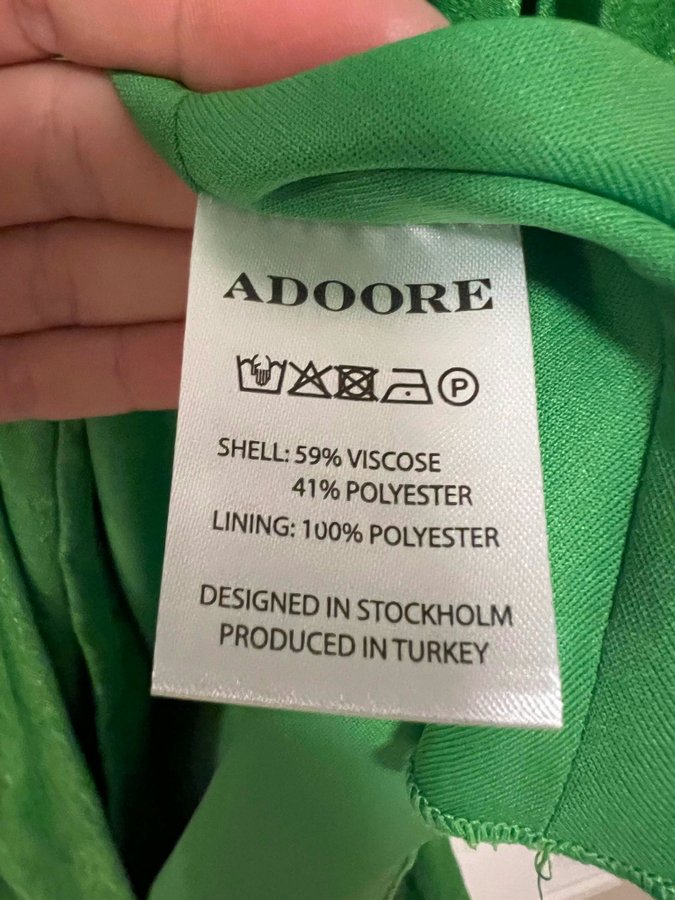 ADOORE
P
SHELL: 59% VISCOSE
41% POLYESTER
LINING: 100% POLYESTER
DESIGNED IN STOCKHOLM
PRODUCED IN TURKEY